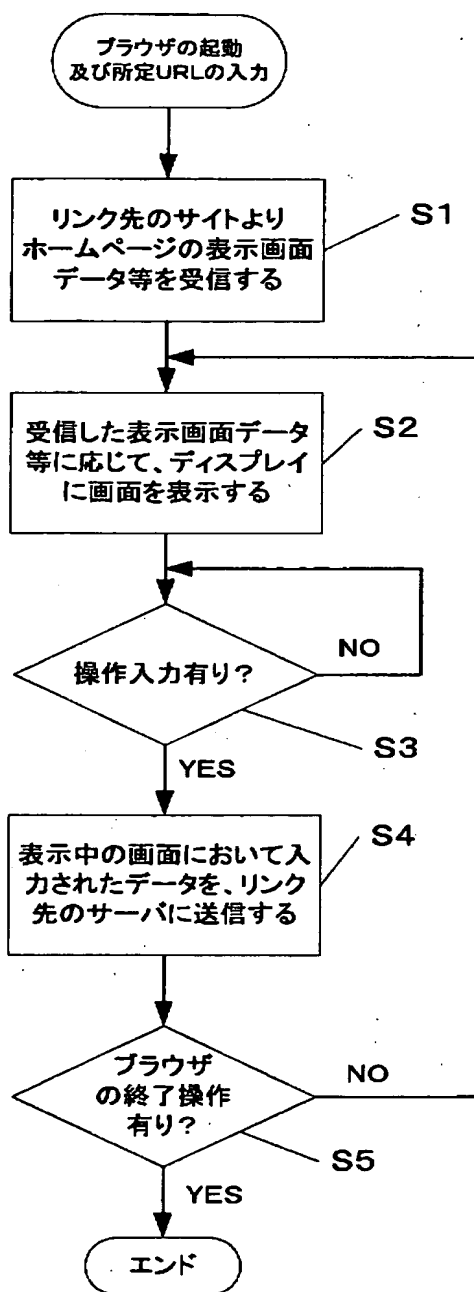 ブラウザの起動
及び所定URLの入力
リンク先のサイトより
ホームページの表示画面
データ等を受信する
S1
受信した表示画面データ
等に応じて、ディスプレイ
に画面を表示する
S2
操作入力有り?
NO
S3
YES
表示中の画面において入
力されたデータを、リンク
先のサーバに送信する
S4
ブラウザ
の終了操作
有り?
NO
S5
YES
エンド